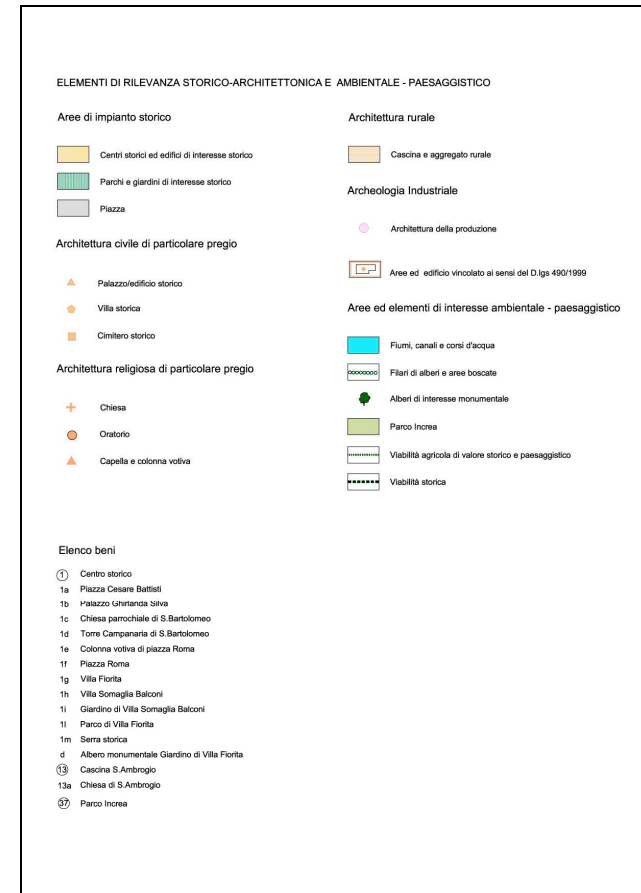 ELEMENTI DI RILEVANZA STORICO-ARCHITETTONICA E AMBIENTALE - PAESAGGISTICO
Aree di impianto storico
Centri storici ed edifici di interesse storico
Parchi e giardini di interesse storico
Piazza
Architettura civile di particolare pregio
Palazzo/edificio storico
Villa storica
Cimitero storico
Architettura religiosa di particolare pregio
Chiesa
Oratorio
Capella e colonna votiva
Architettura rurale
Cascina e aggregato rurale
Archeologia Industriale
Architettura della produzione
Aree ed edificio vincolato ai sensi del D.lgs 490/1999
Aree ed elementi di interesse ambientale - paesaggistico
Fiumi, canali e corsi d'acqua
Filari di alberi e aree boscate
Alberi di interesse monumentale
Parco Increa
Viabilità agricola di valore storico e paesaggistico
Viabilità storica
Elenco beni
1 Centro storico
1a Piazza Cesare Battisti
1b Palazzo Ghirlanda Silva
1c Chiesa parrochiale di S.Bartolomeo
1d Torre Campanaria di S.Bartolomeo
1e Colonna votiva di piazza Roma
1f Piazza Roma
1g Villa Fiorita
1h Villa Somaglia Balconi
1i Giardino di Villa Somaglia Balconi
1l Parco di Villa Fiorita
1m Serra storica
d Albero monumentale Giardino di Villa Fiorita
13 Cascina S.Ambrogio
13a Chiesa di S.Ambrogio
37 Parco Increa